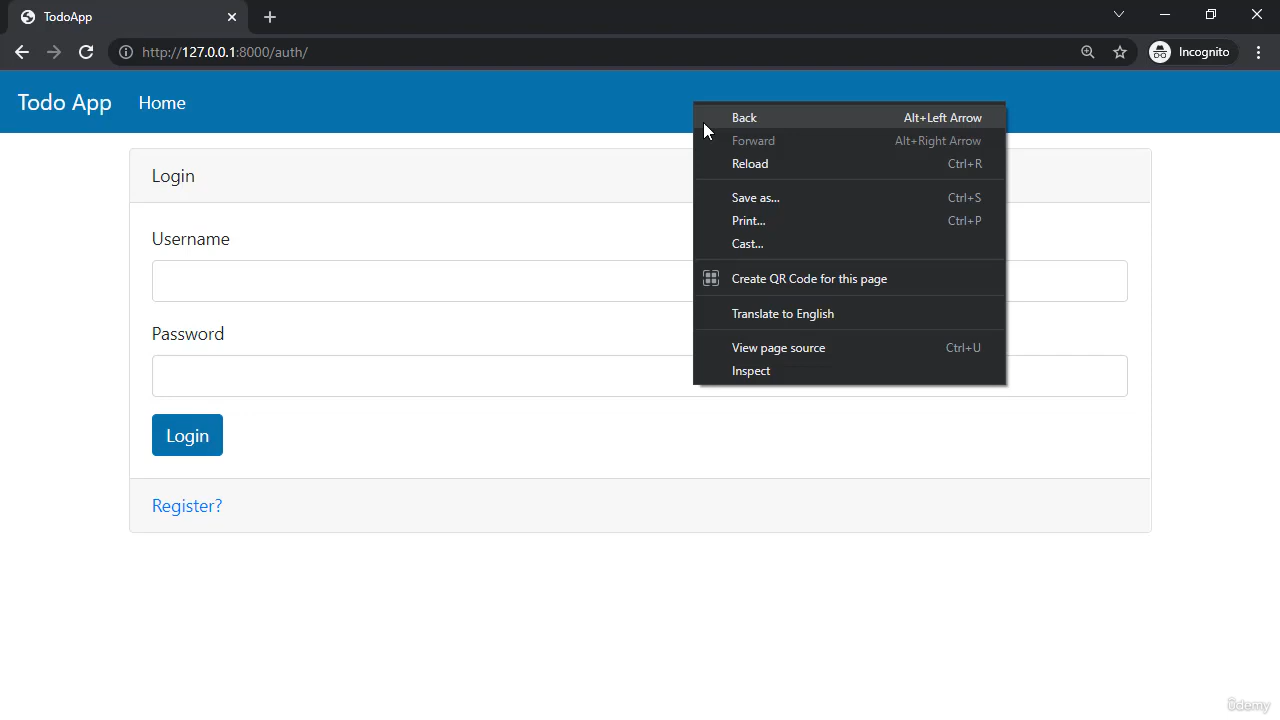 TodoApp
http://127.0.0.1:8000/auth/
Incognito
Todo App Home
Back Alt+Left Arrow
Forward Alt+Right Arrow
Reload Ctrl+R
Save as... Ctrl+S
Print... Ctrl+P
Cast...
Create QR Code for this page
Translate to English
View page source Ctrl+U
Inspect
Login
Username
Password
Login
Register?
ûdemy